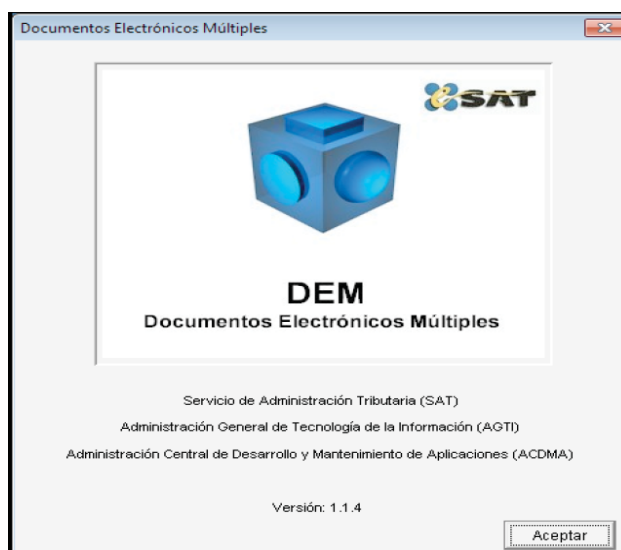 Documentos Electrónicos Múltiples
eSAT
DEM
Documentos Electrónicos Múltiples
Servicio de Administración Tributaria (SAT)
Administración General de Tecnología de la Información (AGTI)
Administración Central de Desarrollo y Mantenimiento de Aplicaciones (ACDMA)
Versión: 1.1.4
Aceptar